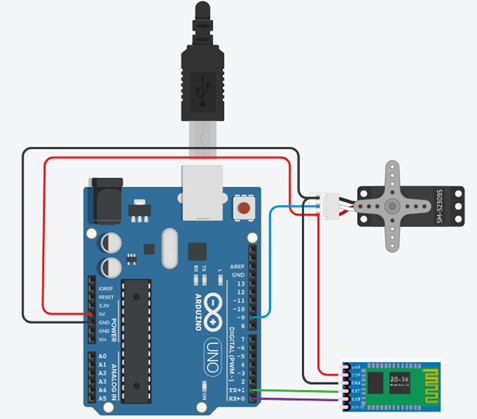 SM-S2309S
L
TX
RX
AREF
GND
13
12
~11
~10
~9
8
7
~6
~5
4
~3
2
TX→1
RX←0
DIGITAL (PWM~)
ARDUINO
UNO
ON
IOREF
RESET
3.3V
5V
GND
GND
Vin
POWER
A0
A1
A2
A3
A4
A5
ANALOG IN